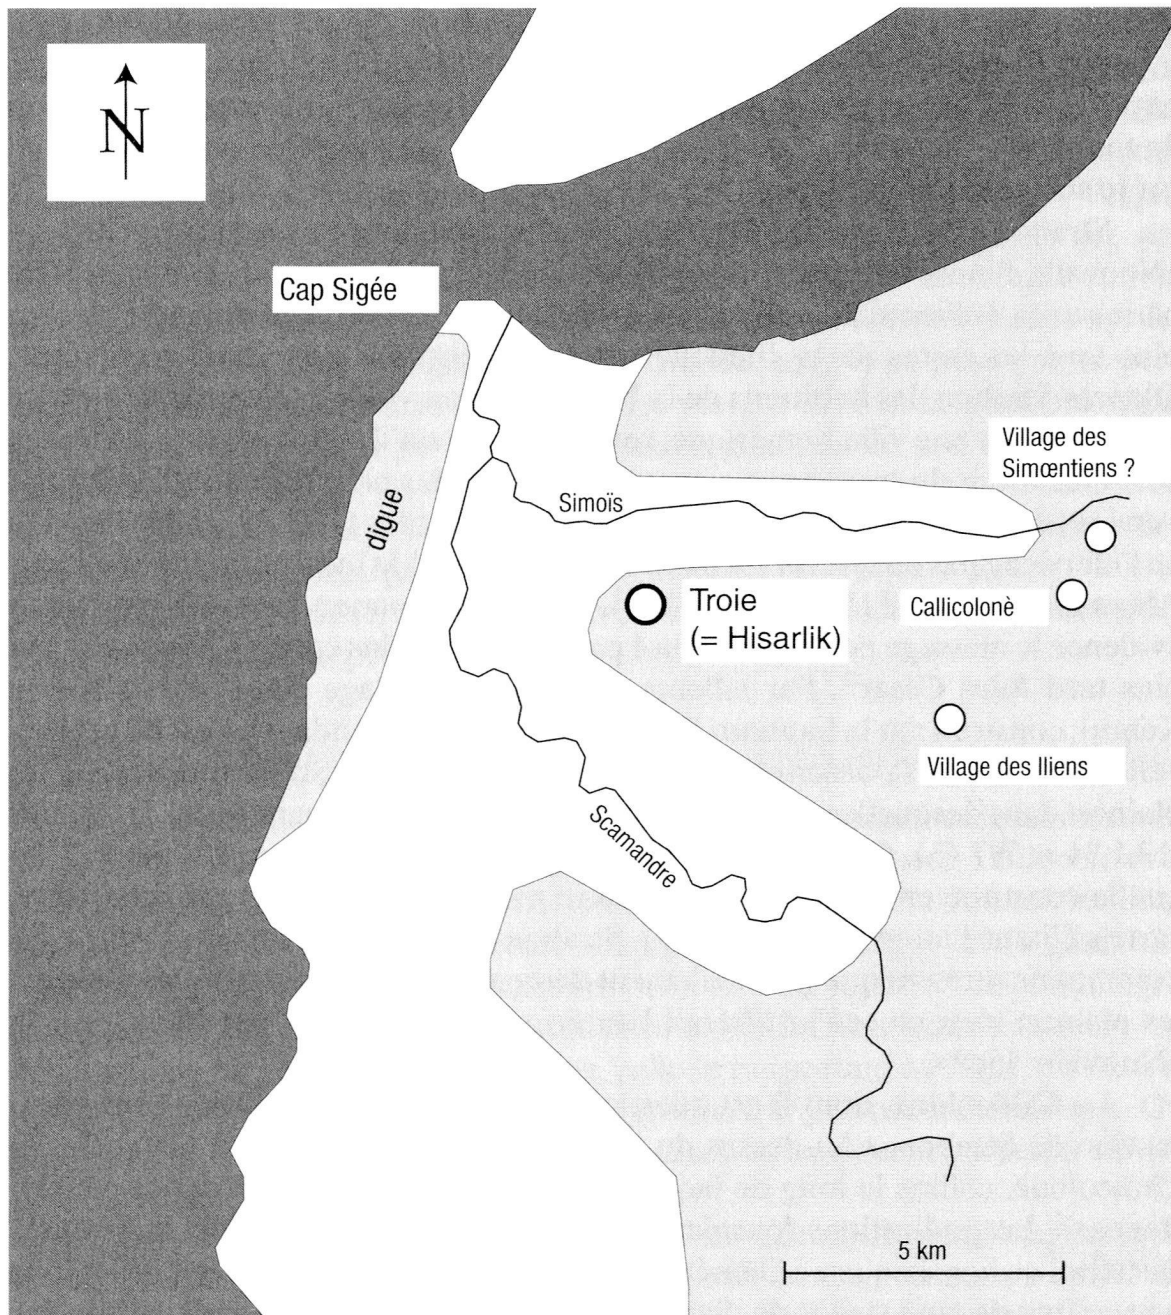 N
Cap Sigée
Village des
Simœntiens ?
digue
Simoïs
Troie
(= Hisarlik)
Callicolonè
Village des Iliens
Scamandre
5 km